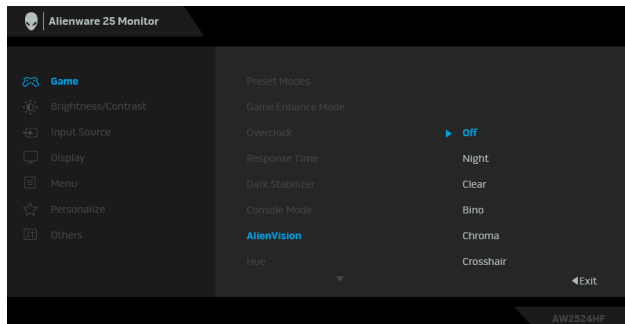 Alienware 25 Monitor
Game
Brightness/Contrast
Input Source
Display
Menu
Personalize
Others
Preset Modes
Game Enhance Mode
Overclock
Response Time
Dark Stabilizer
Console Mode
AlienVision
Hue
Off
Night
Clear
Bino
Chroma
Crosshair
Exit
AW2524HF